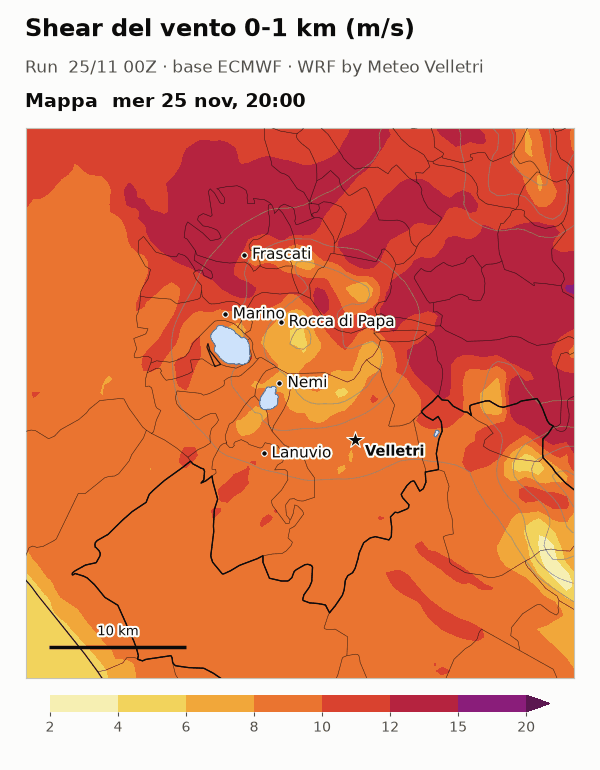 Shear del vento 0-1 km (m/s)
Run  25/11 00Z · base ECMWF · WRF by Meteo Velletri
Mappa  mer 25 nov, 20:00
Frascati
Marino
Rocca di Papa
Nemi
Velletri
Lanuvio
10 km
2 4 6 8 10 12 15 20